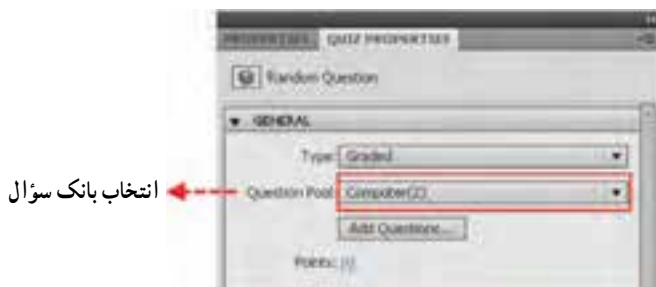 PROPERTIES QUIZ PROPERTIES
Random Question
GENERAL
Type: Graded
Question Pool: Computer(2)
انتخاب بانک سؤال
Add Questions...
Points: